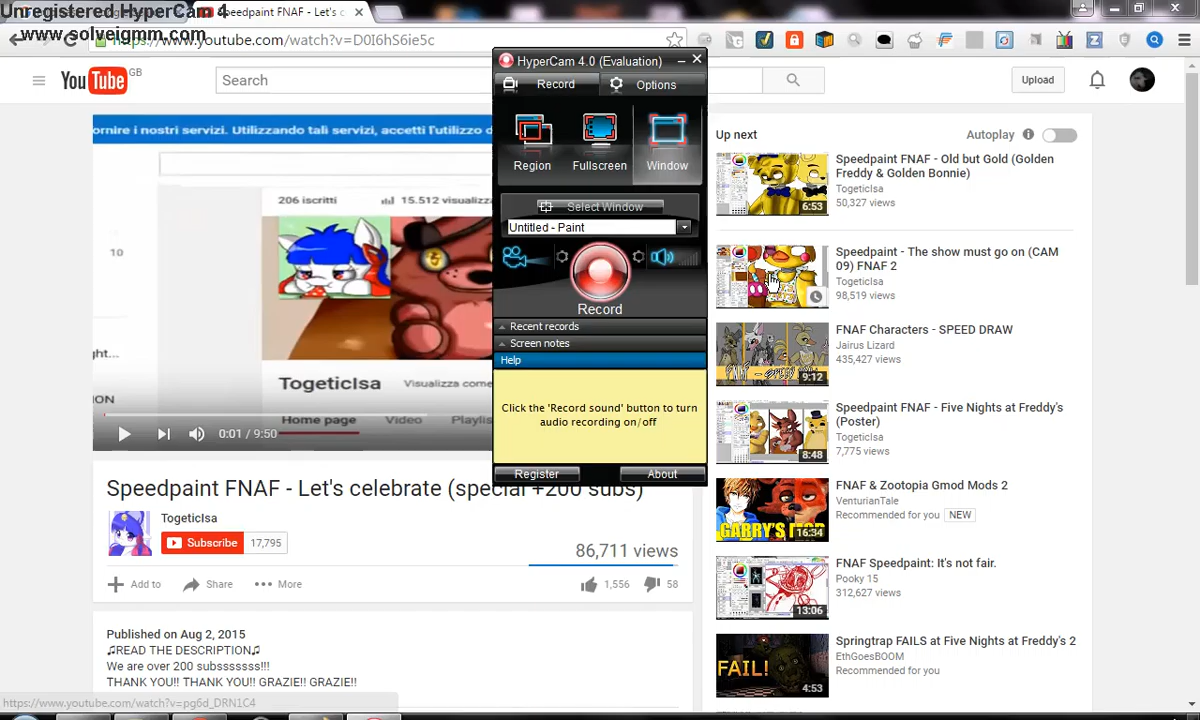 Unregistered HyperCam 4
www.solveigmm.com
Speedpaint FNAF - Let's c
https://www.youtube.com/watch?v=D0I6hS6ie5c
YouTube GB
Search
Upload
HyperCam 4.0 (Evaluation)
Record
Options
Region
Fullscreen
Window
Select Window
Untitled - Paint
Record
Recent records
Screen notes
Help
Click the 'Record sound' button to turn
audio recording on/off
Register
About
ornire i nostri servizi. Utilizzando tali servizi, accetti l'utilizzo d
206 iscritti
15.512 visualizza
10
ht...
ION
TogeticIsa
Visualizza come
Home page
Video
Playlis
0:01 / 9:50
Speedpaint FNAF - Let's celebrate (special +200 subs)
TogeticIsa
Subscribe
17,795
86,711 views
Add to
Share
More
1,556
58
Published on Aug 2, 2015
♫READ THE DESCRIPTION♫
We are over 200 subsssssss!!!
THANK YOU!! THANK YOU!! GRAZIE!! GRAZIE!!
https://www.youtube.com/watch?v=pg6d_DRN1C4
Up next
Autoplay
Speedpaint FNAF - Old but Gold (Golden
Freddy & Golden Bonnie)
TogeticIsa
50,327 views
6:53
Speedpaint - The show must go on (CAM
09) FNAF 2
TogeticIsa
98,519 views
FNAF Characters - SPEED DRAW
Jairus Lizard
435,427 views
9:12
Speedpaint FNAF - Five Nights at Freddy's
(Poster)
TogeticIsa
7,775 views
8:48
FNAF & Zootopia Gmod Mods 2
VenturianTale
Recommended for you
NEW
GARRY'S MOD
16:34
FNAF Speedpaint: It's not fair.
Pooky 15
312,627 views
13:06
Springtrap FAILS at Five Nights at Freddy's 2
EthGoesBOOM
Recommended for you
FAIL!
4:53